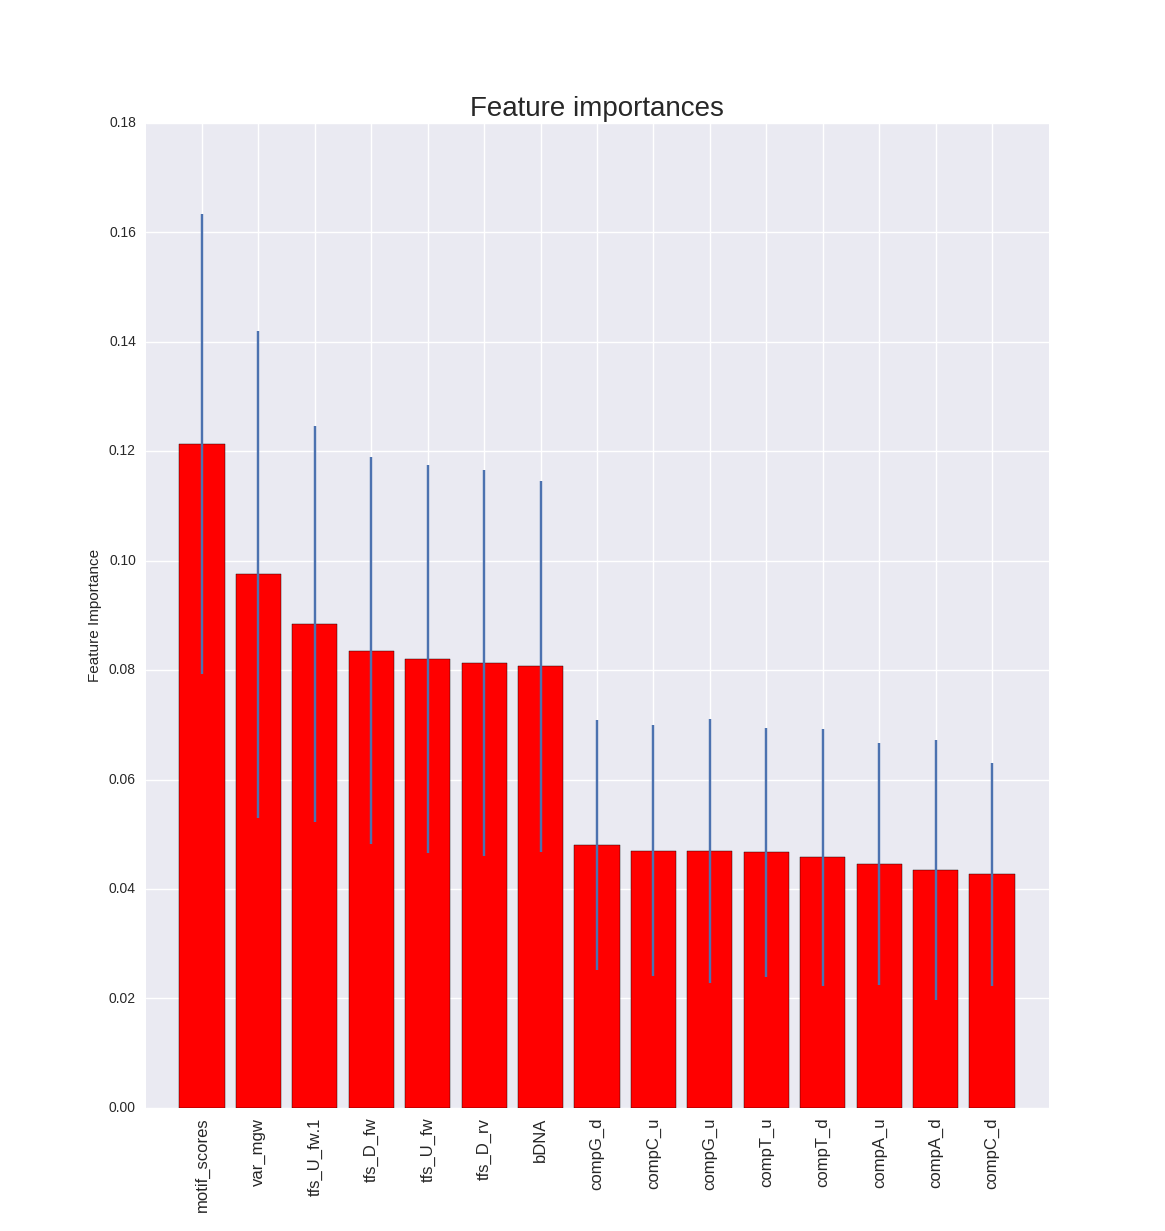 Feature importances
0.18
0.16
0.14
0.12
0.10
0.08
0.06
0.04
0.02
0.00
Feature Importance
motif_scores
var_mgw
tfs_U_fw.1
tfs_D_fw
tfs_U_fw
tfs_D_rv
bDNA
compG_d
compC_u
compG_u
compT_u
compT_d
compA_u
compA_d
compC_d